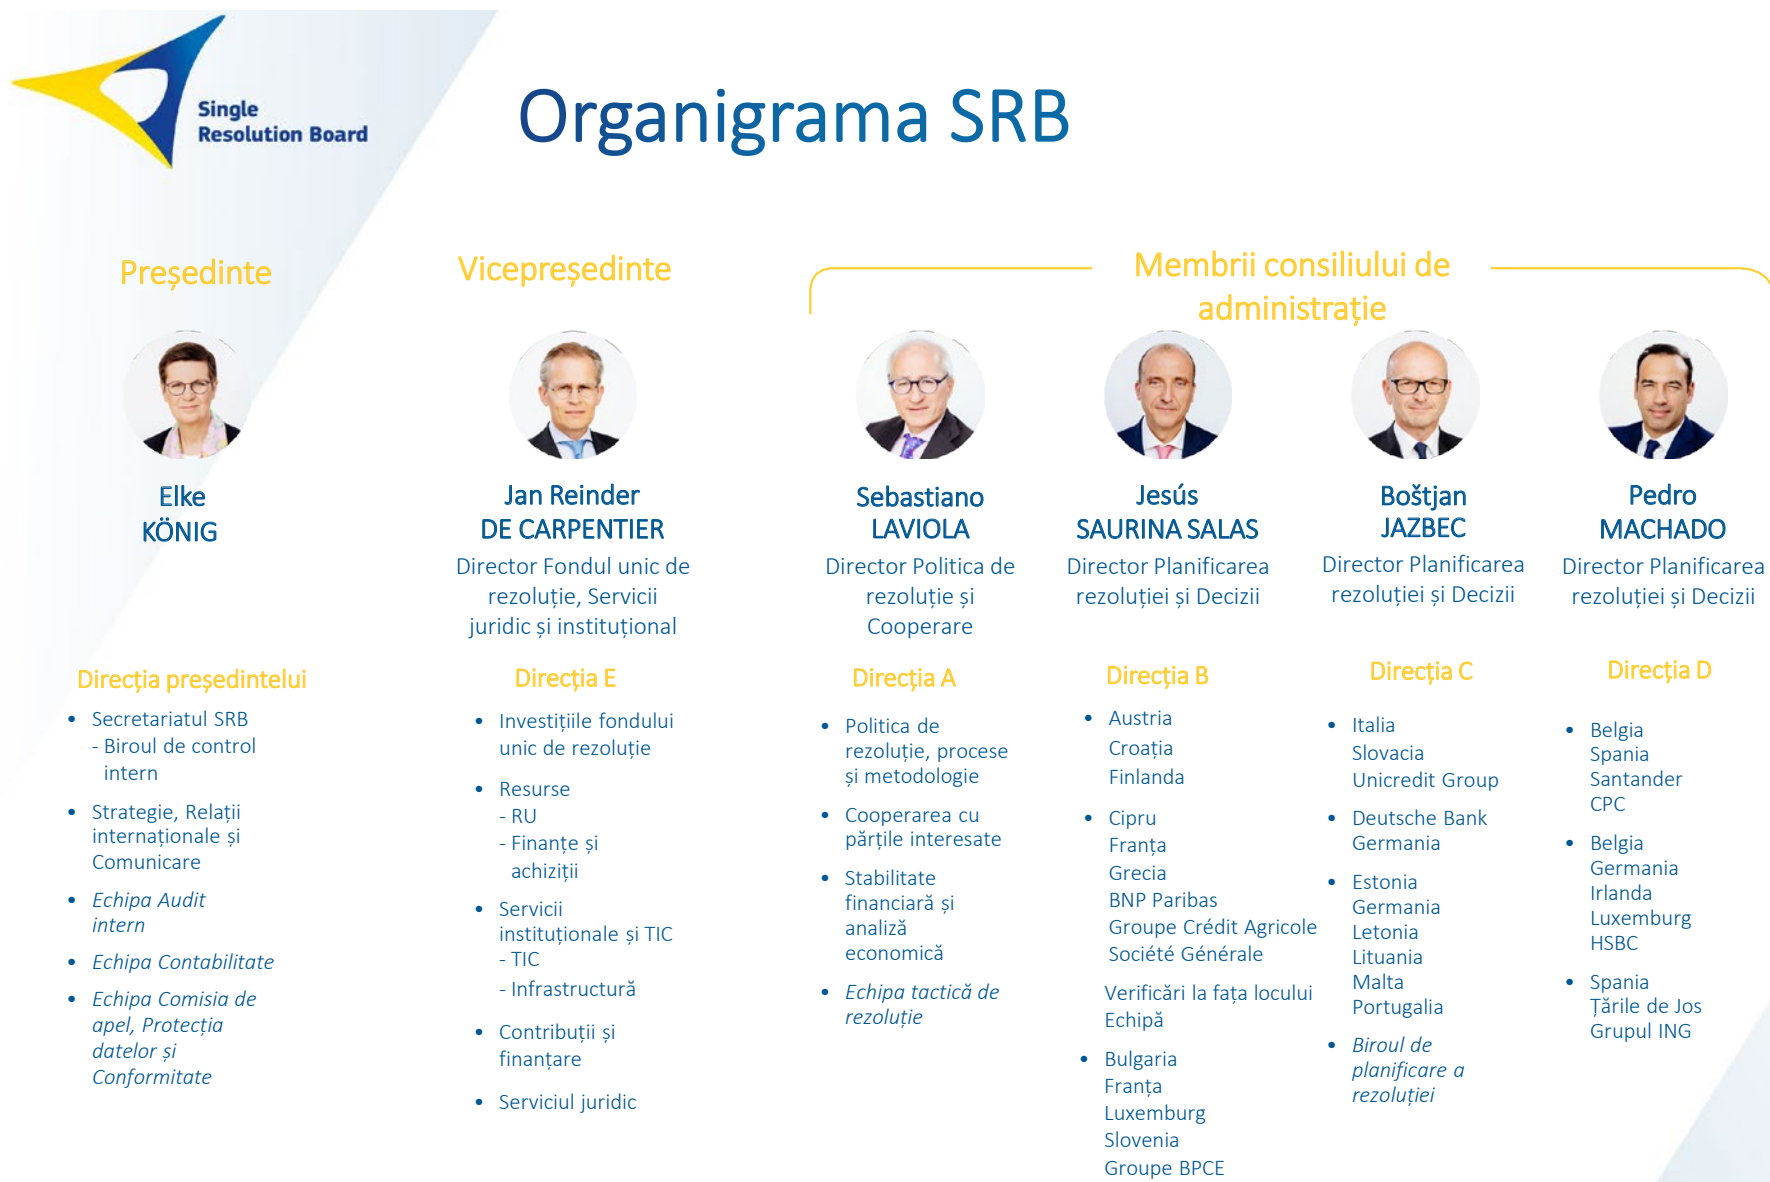 Single
Resolution Board
Organigrama SRB
Președinte
Elke
KÖNIG
Direcția președintelui
• Secretariatul SRB
- Biroul de control
intern
• Strategie, Relații
internaționale și
Comunicare
• Echipa Audit
intern
• Echipa Contabilitate
• Echipa Comisia de
apel, Protecția
datelor și
Conformitate
Vicepreședinte
Jan Reinder
DE CARPENTIER
Director Fondul unic de
rezoluție, Servicii
juridic și instituțional
Direcția E
• Investițiile fondului
unic de rezoluție
• Resurse
- RU
- Finanțe și
achiziții
• Servicii
instituționale și TIC
- TIC
- Infrastructură
• Contribuții și
finanțare
• Serviciul juridic
Membrii consiliului de
administrație
Sebastiano
LAVIOLA
Director Politica de
rezoluție și
Cooperare
Direcția A
• Politica de
rezoluție, procese
și metodologie
• Cooperarea cu
părțile interesate
• Stabilitate
financiară și
analiză
economică
• Echipa tactică de
rezoluție
Jesús
SAURINA SALAS
Director Planificarea
rezoluției și Decizii
Direcția B
• Austria
Croația
Finlanda
• Cipru
Franța
Grecia
BNP Paribas
Groupe Crédit Agricole
Société Générale
Verificări la fața locului
Echipă
• Bulgaria
Franța
Luxemburg
Slovenia
Groupe BPCE
Boštjan
JAZBEC
Director Planificarea
rezoluției și Decizii
Direcția C
• Italia
Slovacia
Unicredit Group
• Deutsche Bank
Germania
• Estonia
Germania
Letonia
Lituania
Malta
Portugalia
• Biroul de
planificare a
rezoluției
Pedro
MACHADO
Director Planificarea
rezoluției și Decizii
Direcția D
• Belgia
Spania
Santander
CPC
• Belgia
Germania
Irlanda
Luxemburg
HSBC
• Spania
Țările de Jos
Grupul ING